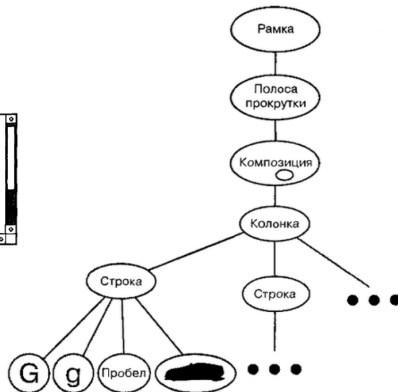 Рамка
Полоса
прокрутки
Композиция
Колонка
Строка
Строка
G g Пробел